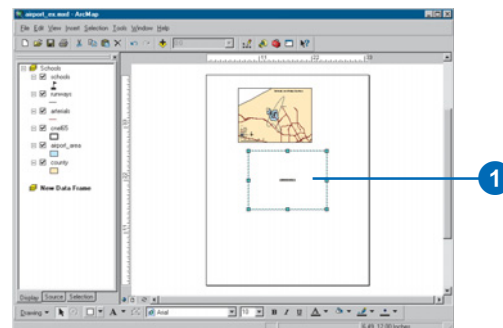 airport_ex.mxd - ArcMap
File Edit View Insert Selection Tools Window Help
Schools
schools
runways
arterials
cnel65
airport_area
county
New Data Frame
1
Display Source Selection
Drawing A Arial 10 B I U A